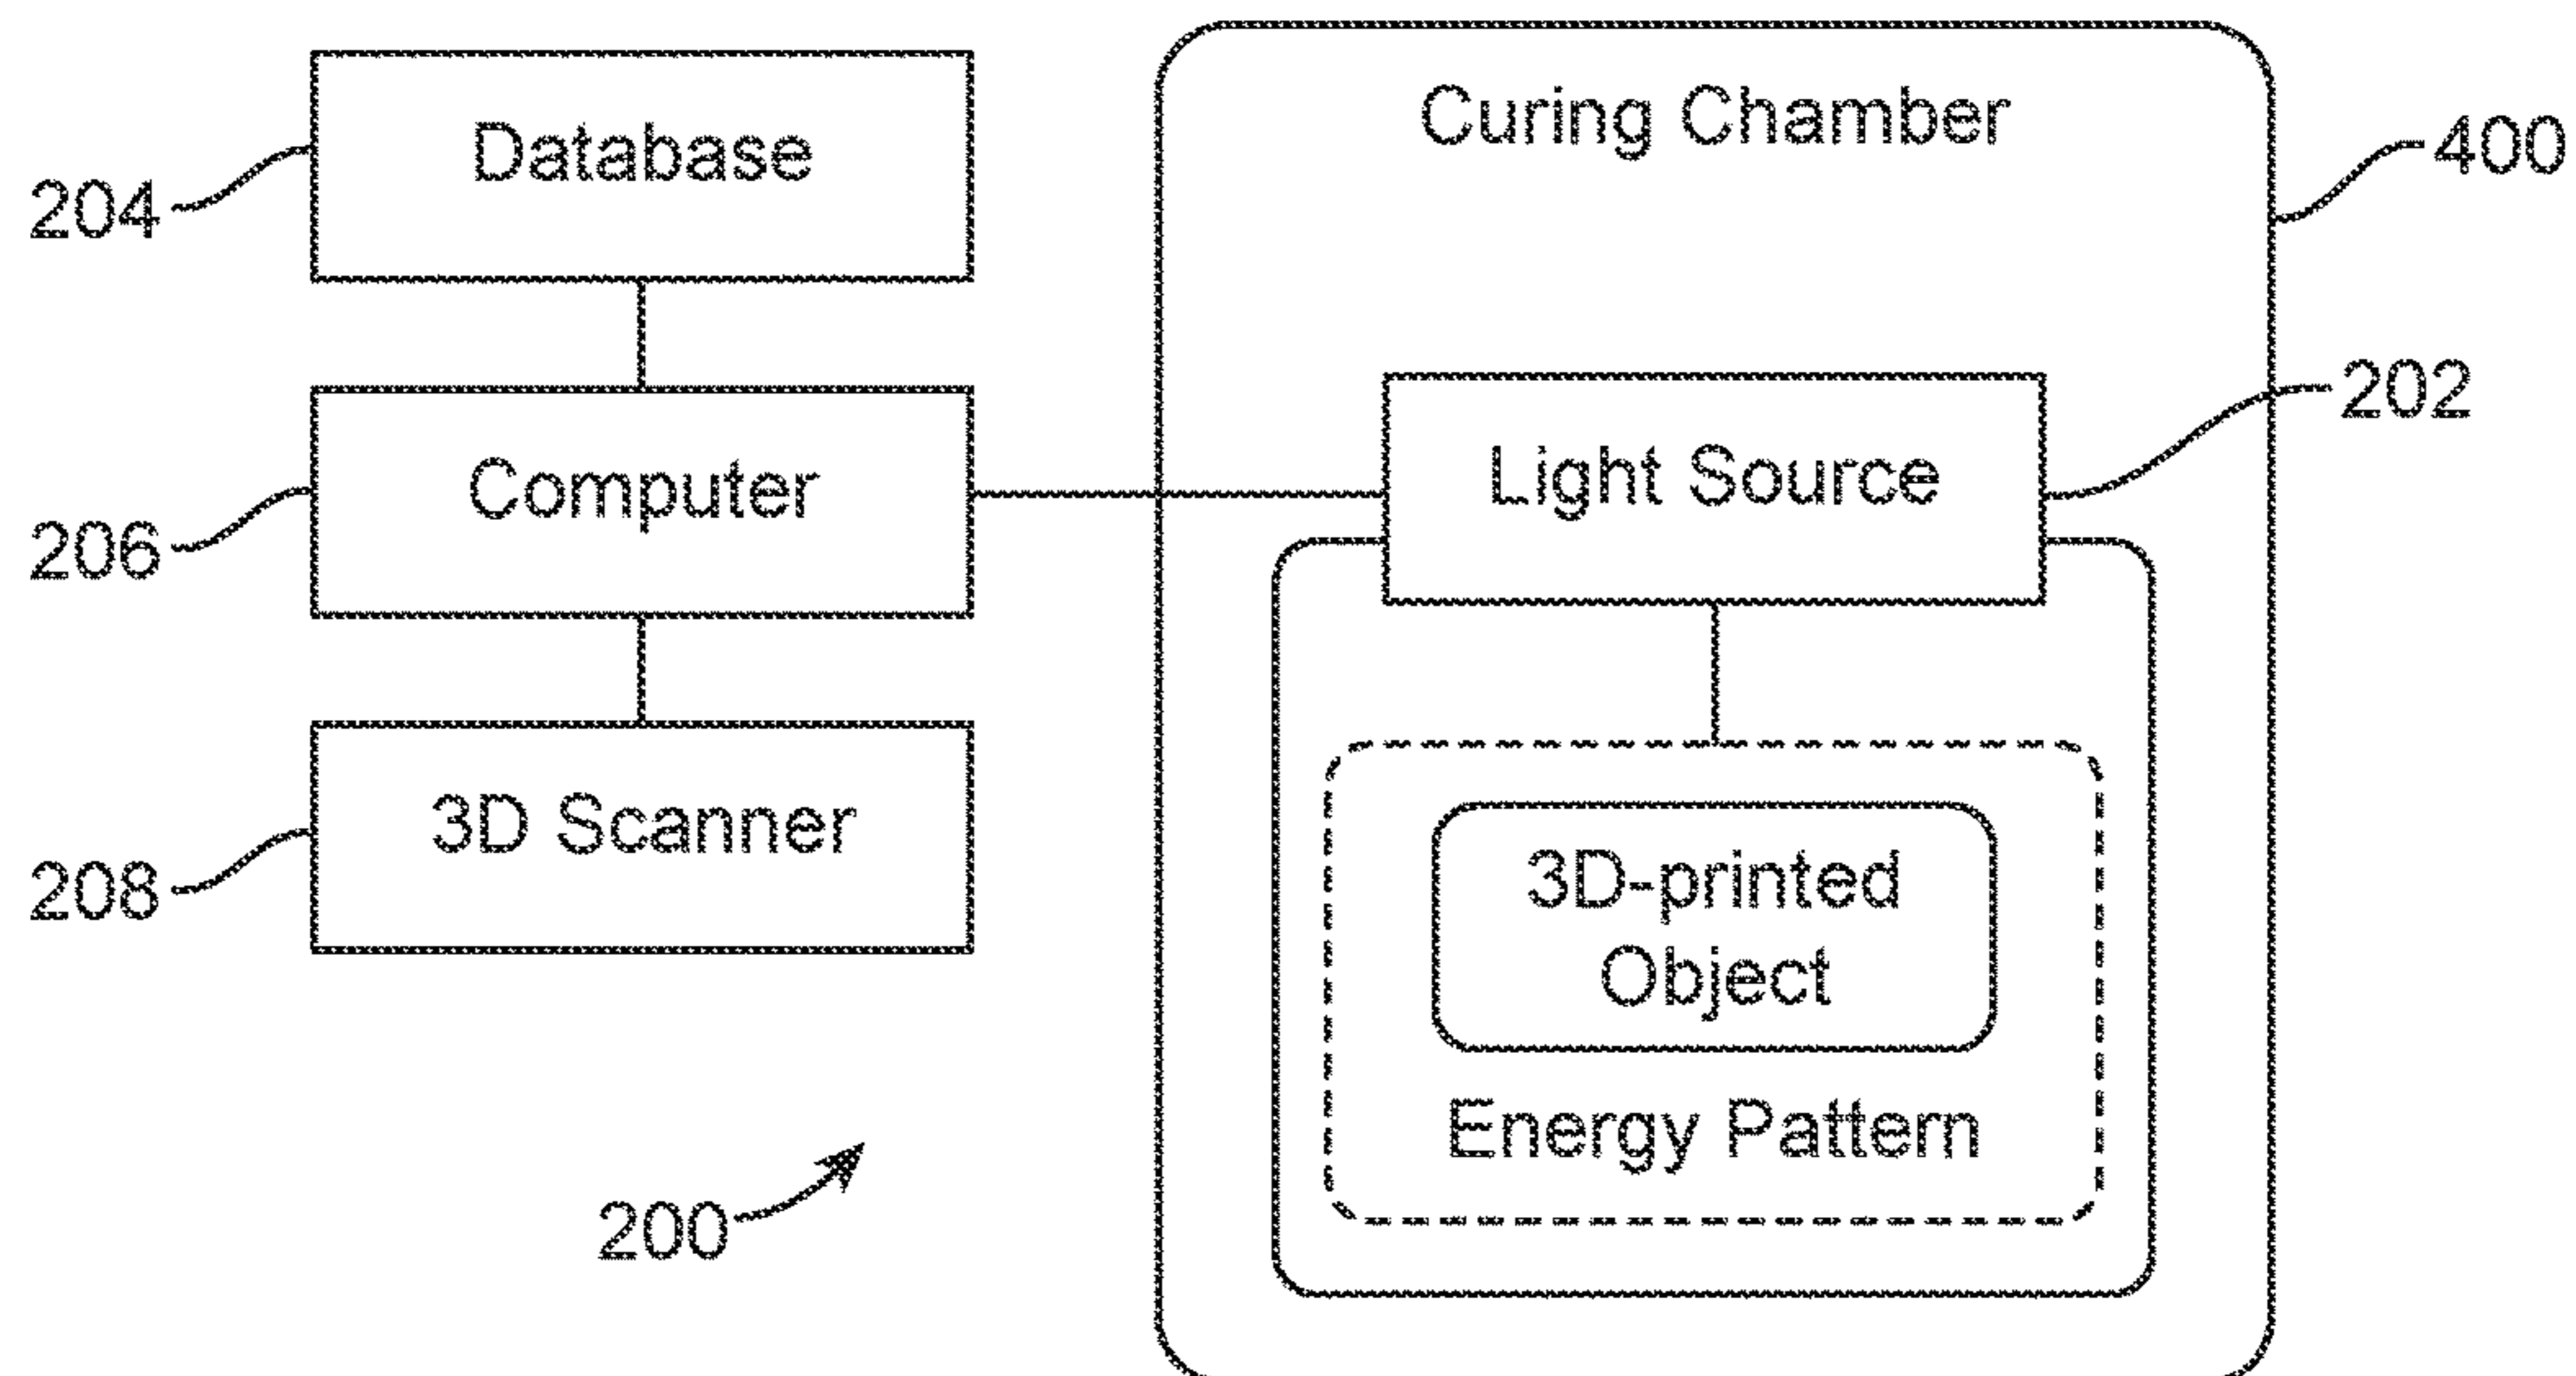 Database
204
Computer
206
3D Scanner
208
200
Curing Chamber
400
Light Source
202
3D-printed
Object
Energy Pattern